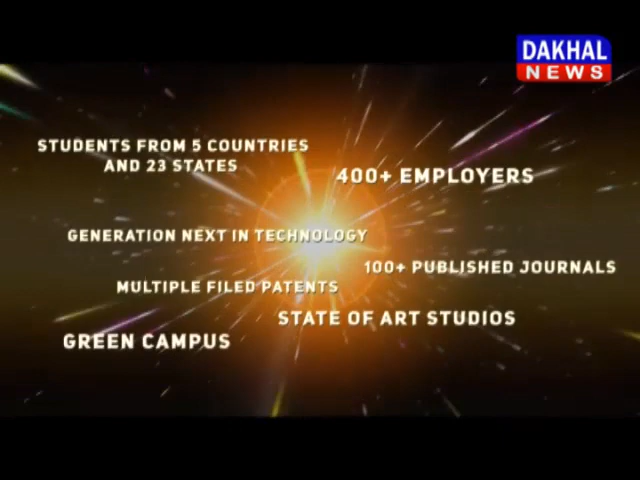 DAKHAL
NEWS
STUDENTS FROM 5 COUNTRIES
AND 23 STATES
400+ EMPLOYERS
GENERATION NEXT IN TECHNOLOGY
100+ PUBLISHED JOURNALS
MULTIPLE FILED PATENTS
STATE OF ART STUDIOS
GREEN CAMPUS